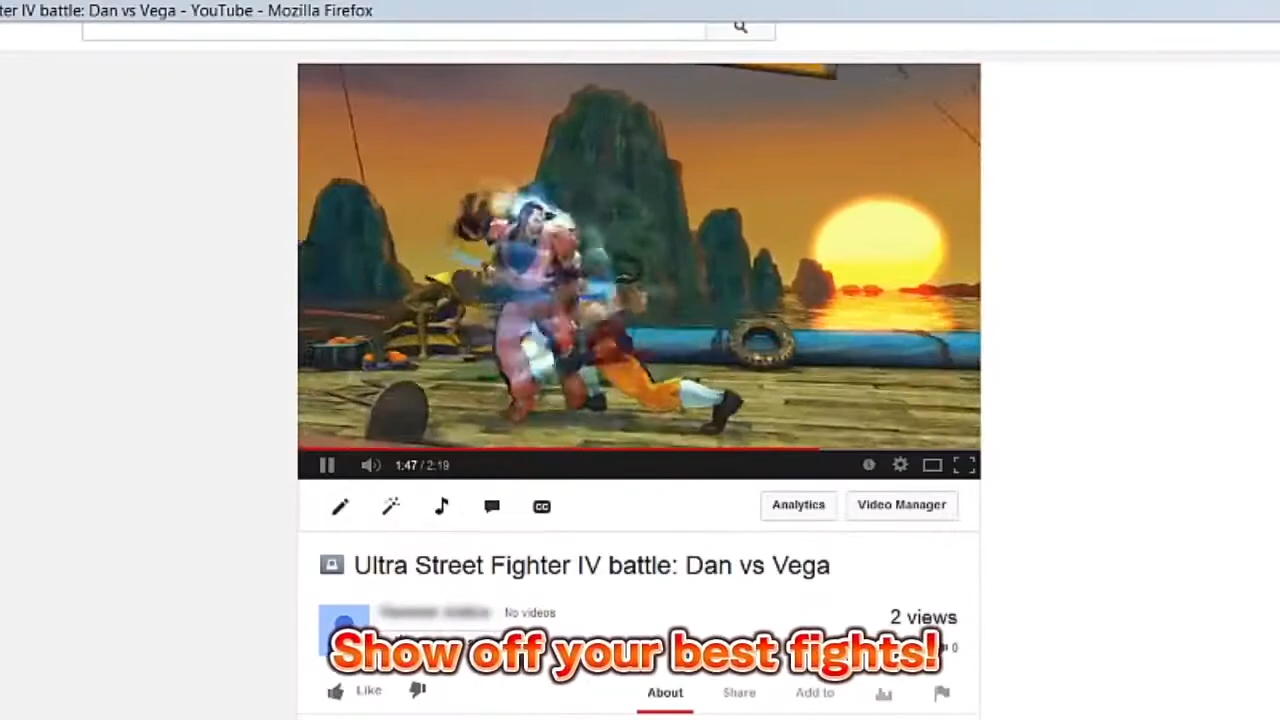 er IV battle: Dan vs Vega - YouTube - Mozilla Firefox
1:47 / 2:19
CC
Analytics
Video Manager
Ultra Street Fighter IV battle: Dan vs Vega
No videos
2 views
0
Show off your best fights!
Like
About
Share
Add to